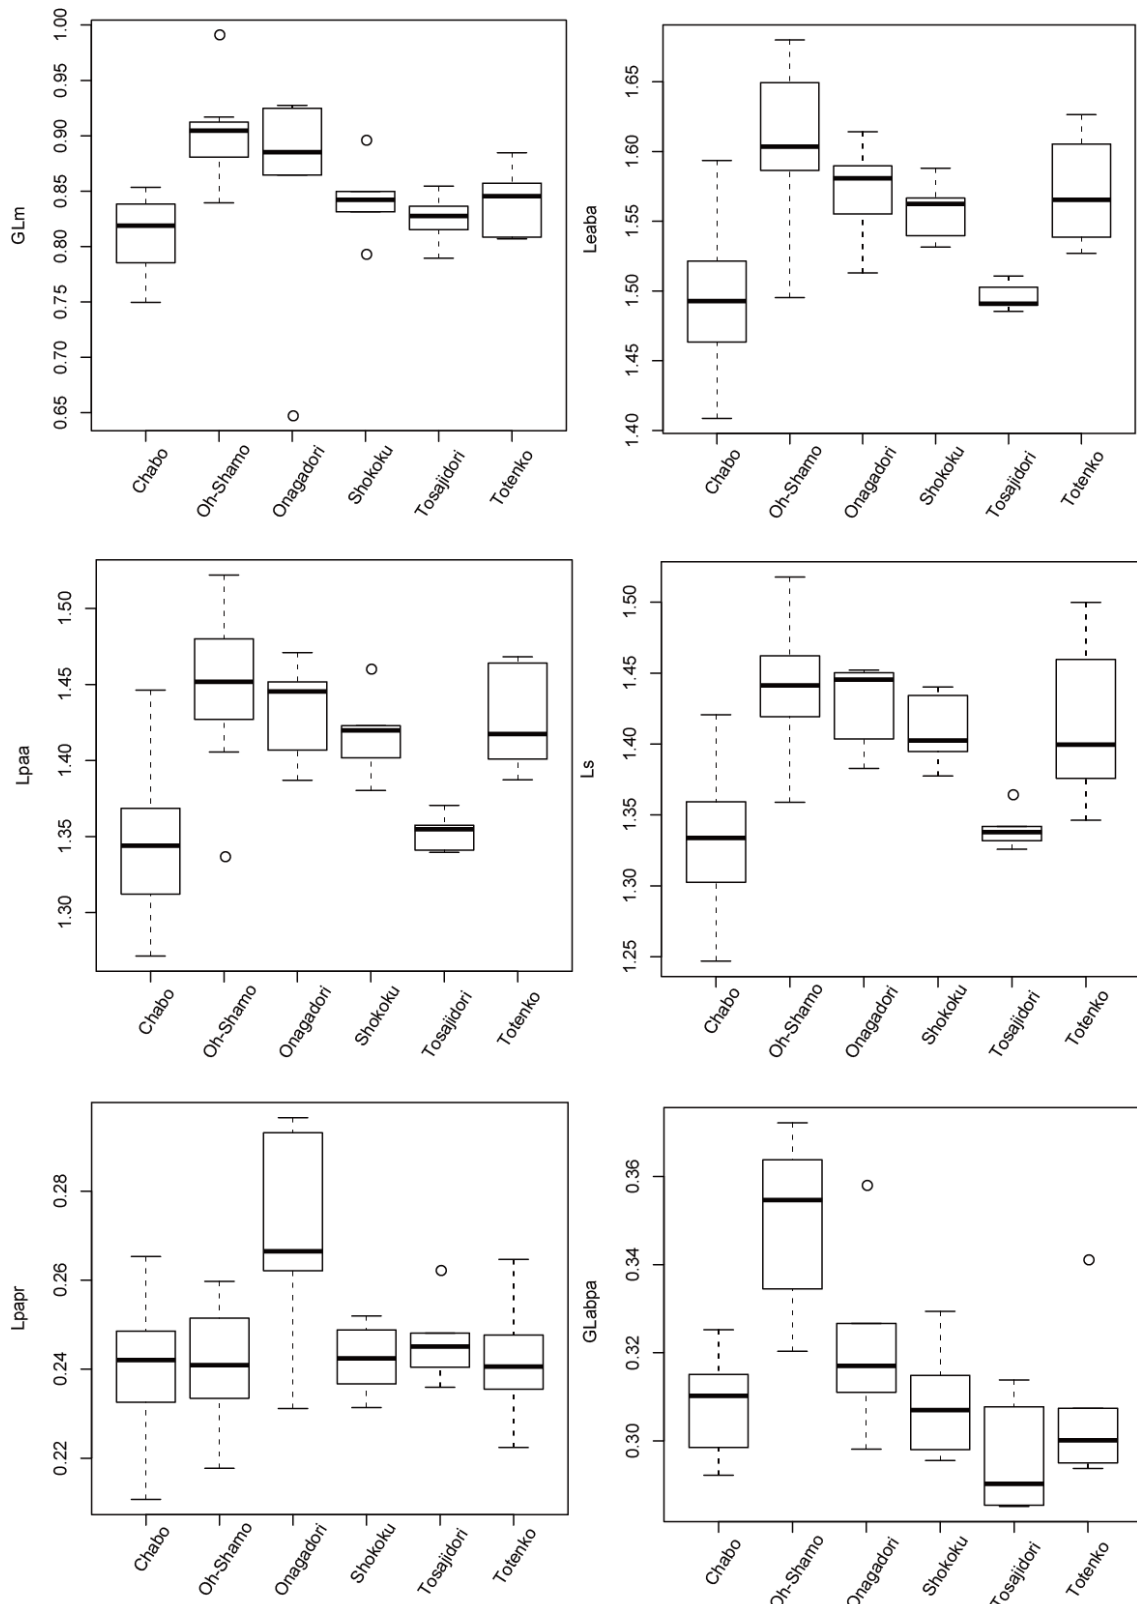 GLm
1.00
0.95
0.90
0.85
0.80
0.75
0.70
0.65
Chabo
Oh-Shamo
Onagadori
Shokoku
Tosajidori
Totenko
Leaba
1.65
1.60
1.55
1.50
1.45
1.40
Chabo
Oh-Shamo
Onagadori
Shokoku
Tosajidori
Totenko
Lpaa
1.50
1.45
1.40
1.35
1.30
Chabo
Oh-Shamo
Onagadori
Shokoku
Tosajidori
Totenko
Ls
1.50
1.45
1.40
1.35
1.30
1.25
Chabo
Oh-Shamo
Onagadori
Shokoku
Tosajidori
Totenko
Lpapr
0.28
0.26
0.24
0.22
Chabo
Oh-Shamo
Onagadori
Shokoku
Tosajidori
Totenko
GLabpa
0.36
0.34
0.32
0.30
Chabo
Oh-Shamo
Onagadori
Shokoku
Tosajidori
Totenko